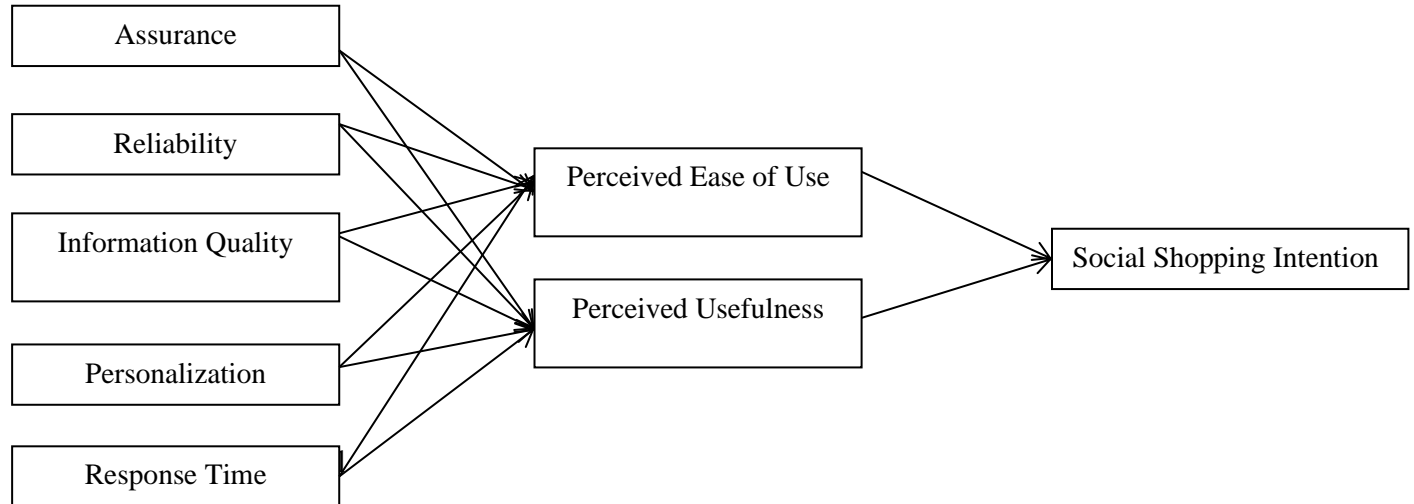 Assurance
Reliability
Information Quality
Personalization
Response Time
Perceived Ease of Use
Perceived Usefulness
Social Shopping Intention